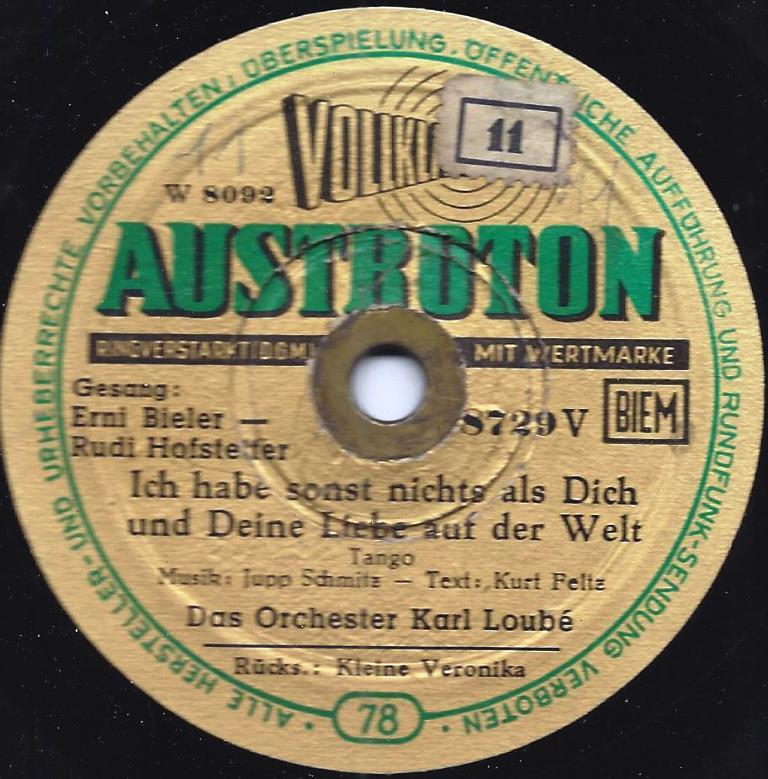 ALLE HERSTELLER- UND URHEBERRECHTE VORBEHALTEN; ÜBERSPIELUNG, ÖFFENTLICHE AUFFÜHRUNG UND RUNDFUNK-SENDUNG VERBOTEN
11
W 8092
AUSTROTON
RINGVERSTÄRKT (DGM) MIT WERTMARKE
Gesang:
Erni Bieler —
Rudi Hofstetter
8729 V
BIEM
Ich habe sonst nichts als Dich
und Deine Liebe auf der Welt
Tango
Musik: Jupp Schmitz — Text: Kurt Feltz
Das Orchester Karl Loubé
Rücks.: Kleine Veronika
78